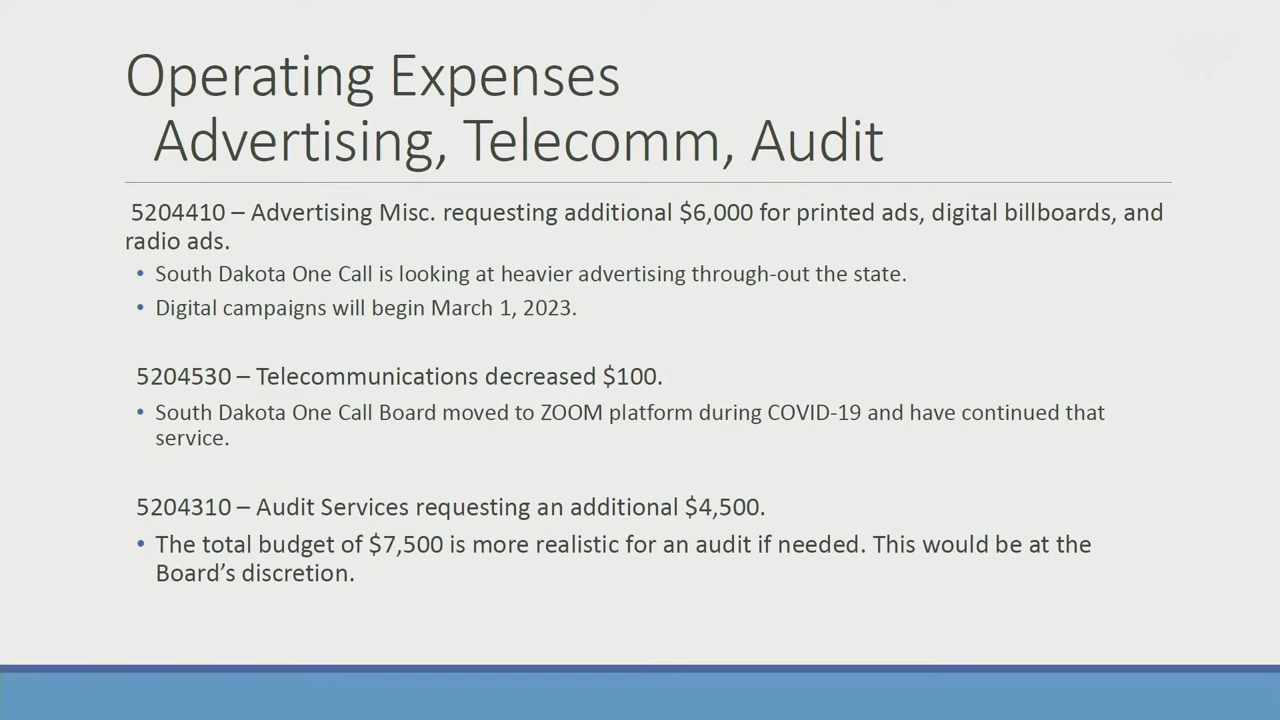 Operating Expenses
Advertising, Telecomm, Audit
5204410 – Advertising Misc. requesting additional $6,000 for printed ads, digital billboards, and
radio ads.
• South Dakota One Call is looking at heavier advertising through-out the state.
• Digital campaigns will begin March 1, 2023.
5204530 – Telecommunications decreased $100.
• South Dakota One Call Board moved to ZOOM platform during COVID-19 and have continued that
service.
5204310 – Audit Services requesting an additional $4,500.
• The total budget of $7,500 is more realistic for an audit if needed. This would be at the
Board’s discretion.